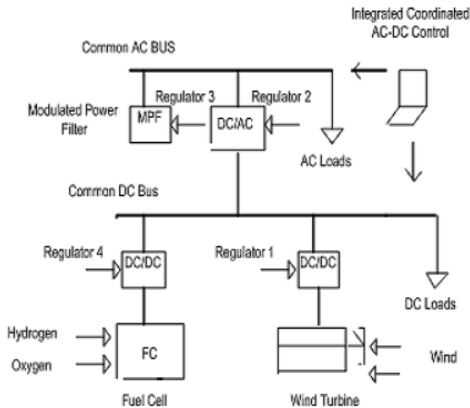 Integrated Coordinated
AC-DC Control
Common AC BUS
Regulator 3
Regulator 2
Modulated Power
Filter
MPF
DC/AC
AC Loads
Common DC Bus
Regulator 4
DC/DC
Regulator 1
DC/DC
DC Loads
Hydrogen
Oxygen
FC
Wind
Fuel Cell
Wind Turbine